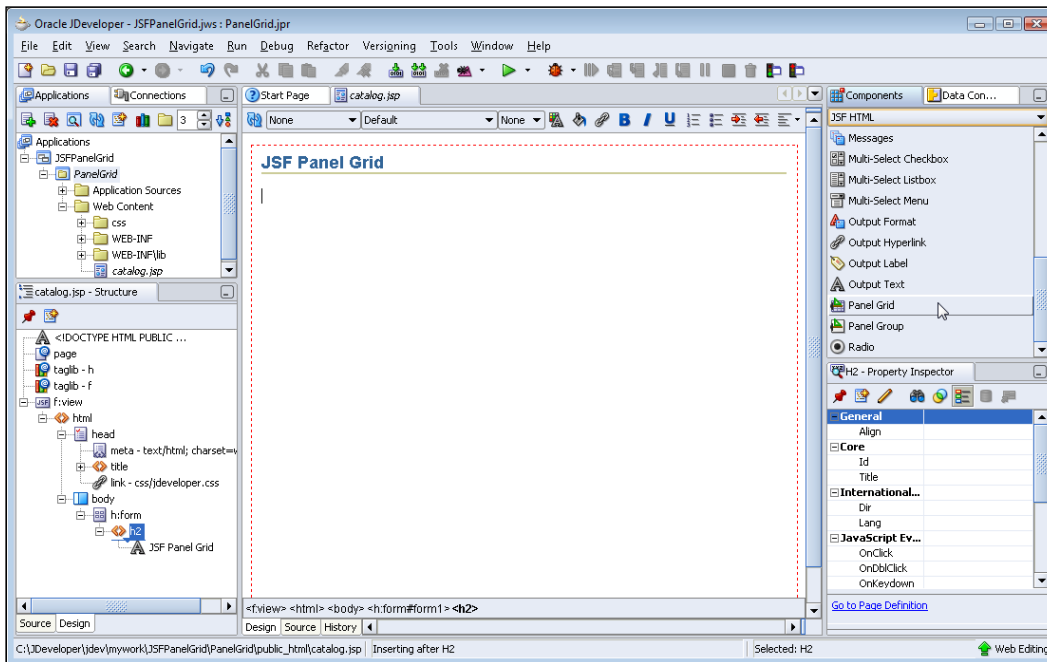 Oracle JDeveloper - JSFPanelGrid.jws : PanelGrid.jpr
File Edit View Search Navigate Run Debug Refactor Versioning Tools Window Help
Applications Connections
3
Applications
JSFPanelGrid
PanelGrid
Application Sources
Web Content
css
WEB-INF
WEB-INF\lib
catalog.jsp
catalog.jsp - Structure
<!DOCTYPE HTML PUBLIC ...
page
taglib - h
taglib - f
JSF f:view
html
head
meta - text/html; charset=w
title
link - css/jdeveloper.css
body
h:form
h2
JSF Panel Grid
Source Design
Start Page catalog.jsp
None Default None B I U
JSF Panel Grid
<f:view> <html> <body> <h:form#form1> <h2>
Design Source History
Components Data Con...
JSF HTML
Messages
Multi-Select Checkbox
Multi-Select Listbox
Multi-Select Menu
Output Format
Output Hyperlink
Output Label
Output Text
Panel Grid
Panel Group
Radio
H2 - Property Inspector
General
Align
Core
Id
Title
International...
Dir
Lang
JavaScript Ev...
OnClick
OnDblClick
OnKeydown
Go to Page Definition
C:\JDeveloper\jdev\mywork\JSFPanelGrid\PanelGrid\public_html\catalog.jsp Inserting after H2 Selected: H2 Web Editing